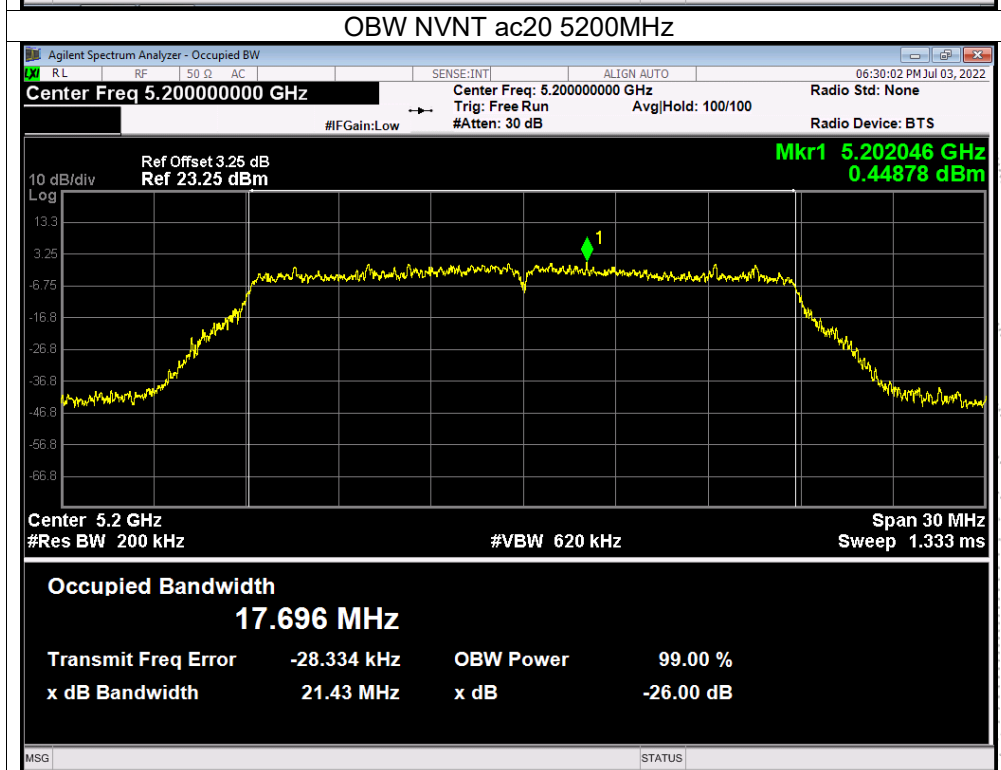 OBW NVNT ac20 5200MHz
Agilent Spectrum Analyzer - Occupied BW
LXI RL RF 50 Ω AC SENSE:INT ALIGN AUTO 06:30:02 PM Jul 03, 2022
Center Freq 5.200000000 GHz Center Freq: 5.200000000 GHz Radio Std: None
Trig: Free Run Avg|Hold: 100/100
#IFGain:Low #Atten: 30 dB Radio Device: BTS
Mkr1 5.202046 GHz
0.44878 dBm
Ref Offset 3.25 dB
10 dB/div Ref 23.25 dBm
Log
13.3
1
3.25
-6.75
-16.8
-26.8
-36.8
-46.8
-56.8
-66.8
Center 5.2 GHz Span 30 MHz
#Res BW 200 kHz #VBW 620 kHz Sweep 1.333 ms
Occupied Bandwidth
17.696 MHz
Transmit Freq Error -28.334 kHz OBW Power 99.00 %
x dB Bandwidth 21.43 MHz x dB -26.00 dB
MSG STATUS